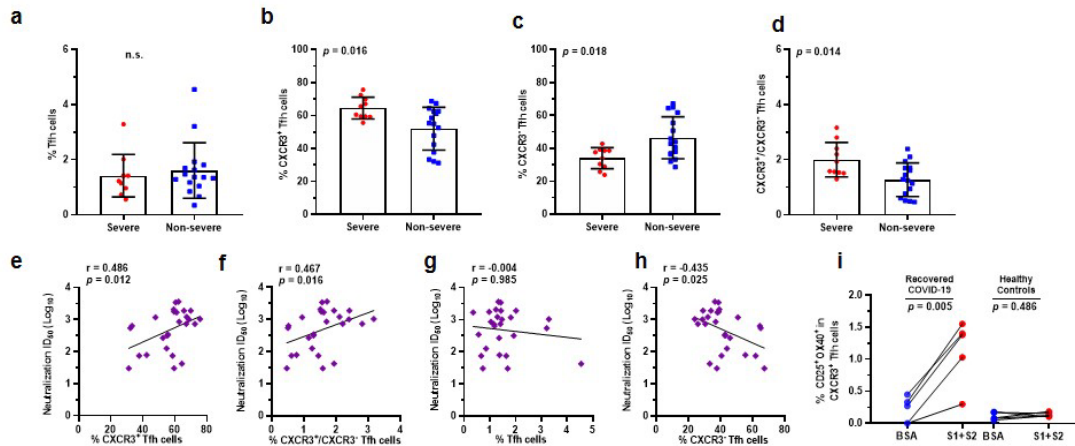 a
n.s.
% Tfh cells
6
4
2
0
Severe Non-severe
b
p = 0.016
% CXCR3⁺ Tfh cells
100
80
60
40
20
0
Severe Non-severe
c
p = 0.018
% CXCR3⁻ Tfh cells
100
80
60
40
20
0
Severe Non-severe
d
p = 0.014
CXCR3⁺/CXCR3⁻ Tfh cells
5
4
3
2
1
0
Severe Non-severe
e
r = 0.486
p = 0.012
Neutralization ID₅₀ (Log₁₀)
4
3
2
1
0
0 20 40 60 80
% CXCR3⁺ Tfh cells
f
r = 0.467
p = 0.016
Neutralization ID₅₀ (Log₁₀)
4
3
2
1
0
0 1 2 3 4
% CXCR3⁺/CXCR3⁻ Tfh cells
g
r = -0.004
p = 0.985
Neutralization ID₅₀ (Log₁₀)
4
3
2
1
0
0 1 2 3 4 5
% Tfh cells
h
r = -0.435
p = 0.025
Neutralization ID₅₀ (Log₁₀)
4
3
2
1
0
0 20 40 60 80
% CXCR3⁻ Tfh cells
i
Recovered
COVID-19
p = 0.005
Healthy
Controls
p = 0.486
% CD25⁺OX40⁺ in
CXCR3⁺ Tfh cells
2.0
1.5
1.0
0.5
0.0
BSA S1+S2 BSA S1+S2